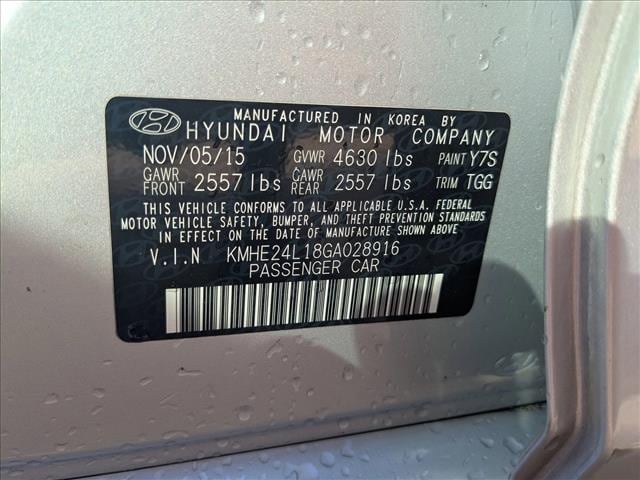 MANUFACTURED IN KOREA BY
HYUNDAI MOTOR COMPANY
NOV/05/15 GVWR 4630 lbs PAINT Y7S
GAWR FRONT 2557 lbs GAWR REAR 2557 lbs TRIM TGG
THIS VEHICLE CONFORMS TO ALL APPLICABLE U.S.A. FEDERAL
MOTOR VEHICLE SAFETY, BUMPER, AND THEFT PREVENTION STANDARDS
IN EFFECT ON THE DATE OF MANUFACTURE SHOWN ABOVE
V.I.N KMHE24L18GA028916
PASSENGER CAR